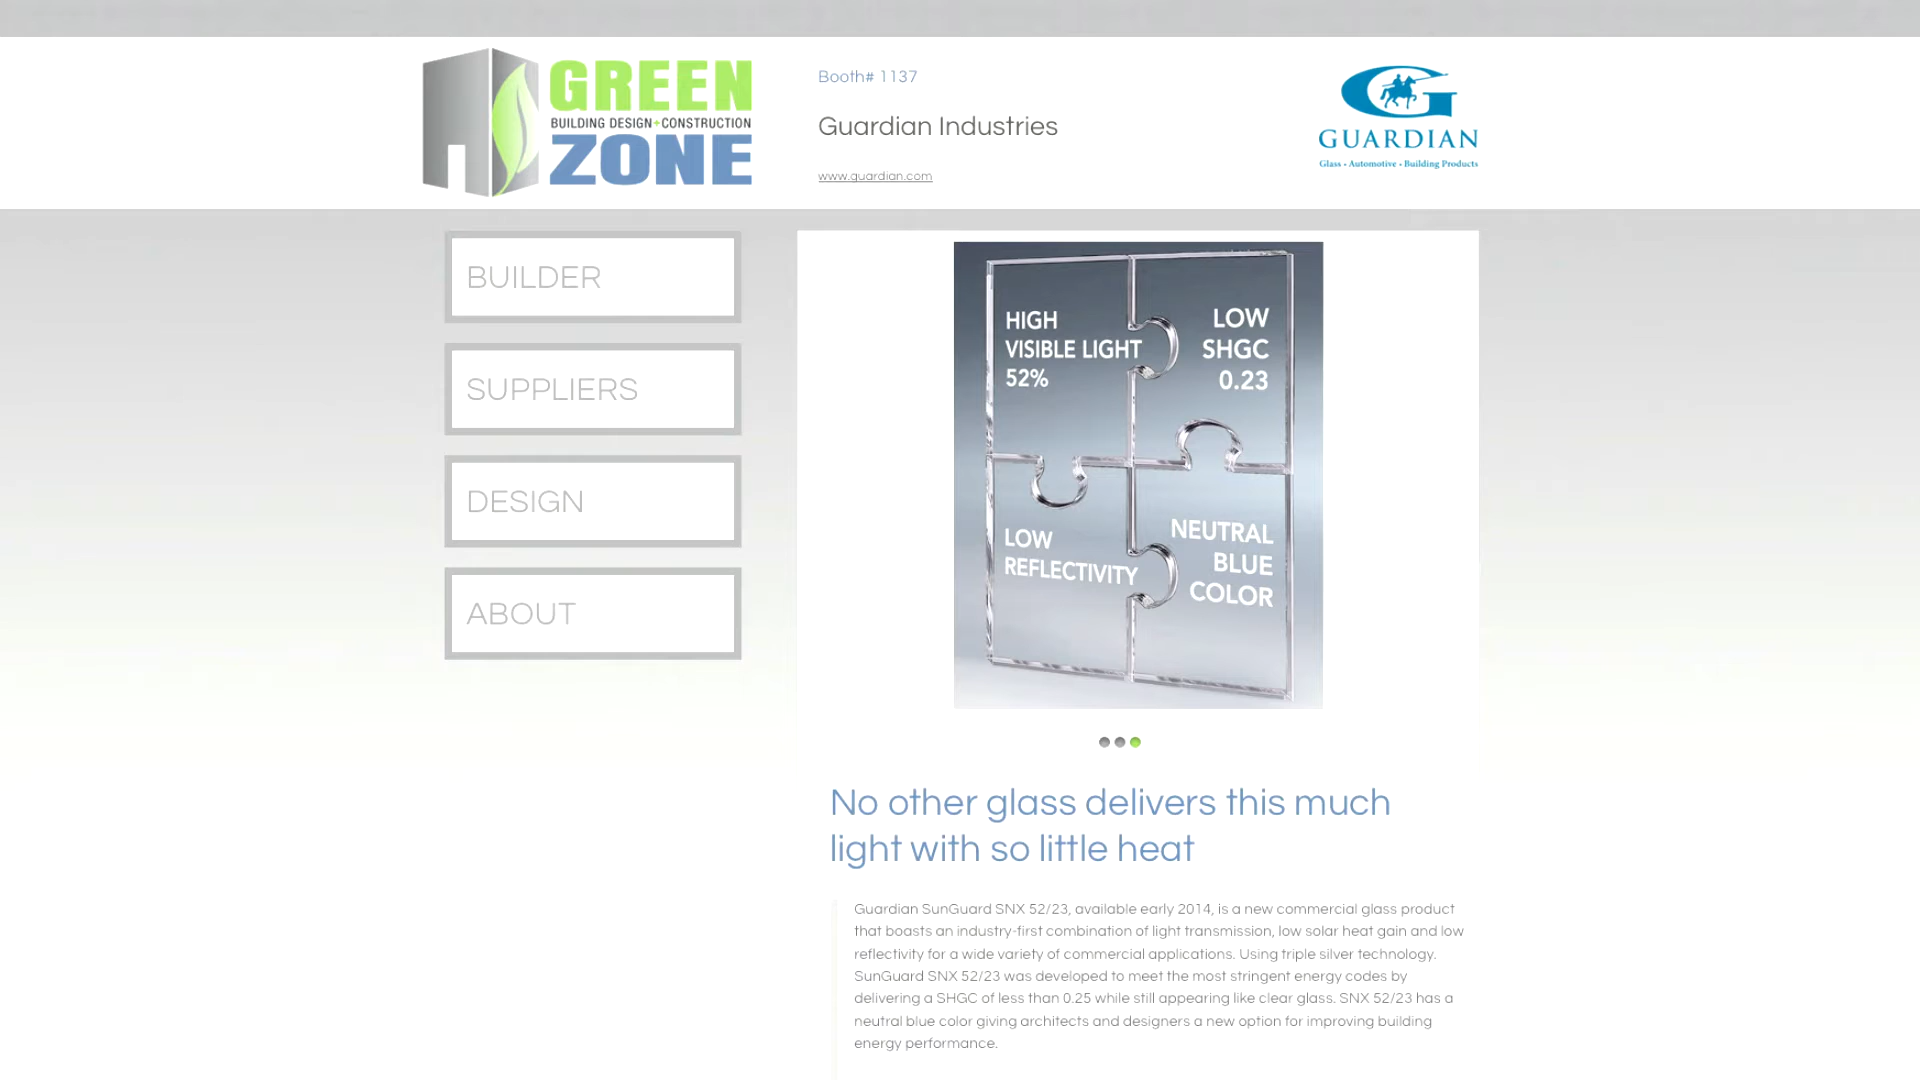 GREEN
BUILDING DESIGN+CONSTRUCTION
ZONE
Booth# 1137
Guardian Industries
www.guardian.com
G
GUARDIAN
Glass • Automotive • Building Products
BUILDER
SUPPLIERS
DESIGN
ABOUT
HIGH
VISIBLE LIGHT
52%
LOW
SHGC
0.23
LOW
REFLECTIVITY
NEUTRAL
BLUE
COLOR
No other glass delivers this much
light with so little heat
Guardian SunGuard SNX 52/23, available early 2014, is a new commercial glass product
that boasts an industry-first combination of light transmission, low solar heat gain and low
reflectivity for a wide variety of commercial applications. Using triple silver technology.
SunGuard SNX 52/23 was developed to meet the most stringent energy codes by
delivering a SHGC of less than 0.25 while still appearing like clear glass. SNX 52/23 has a
neutral blue color giving architects and designers a new option for improving building
energy performance.